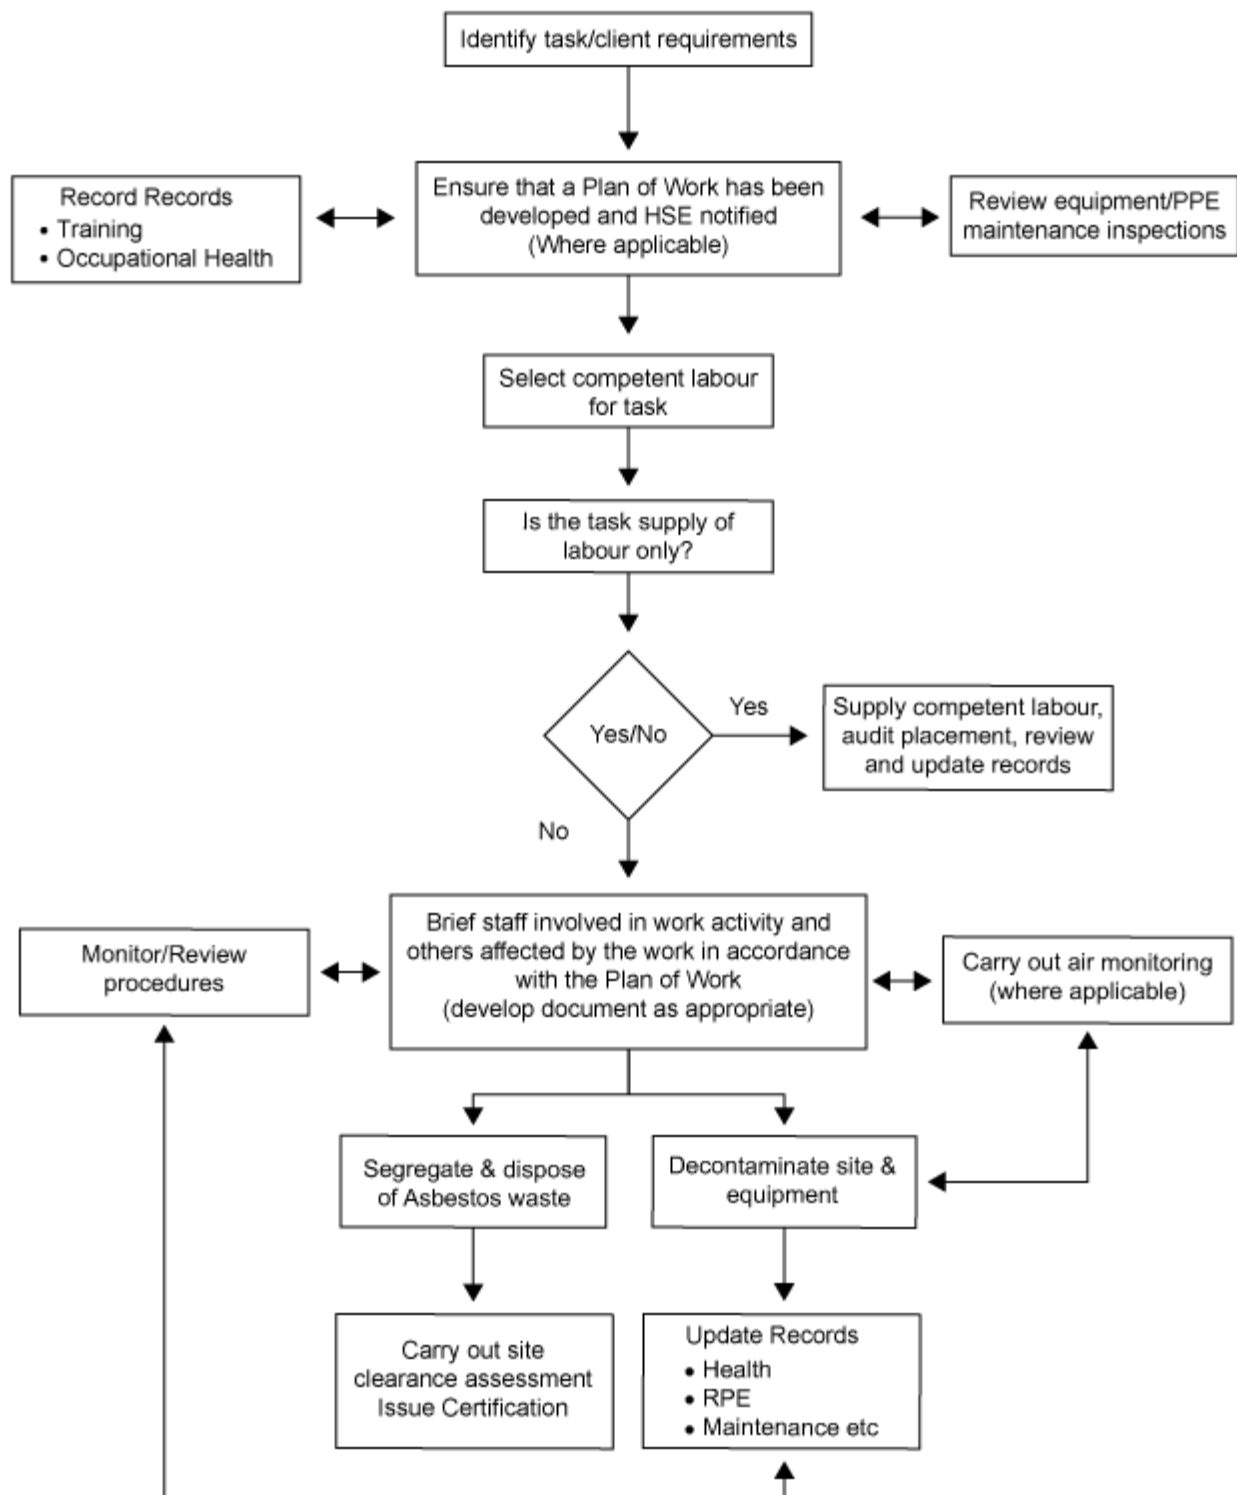 Identify task/client requirements
Record Records
• Training
• Occupational Health
Ensure that a Plan of Work has been
developed and HSE notified
(Where applicable)
Review equipment/PPE
maintenance inspections
Select competent labour
for task
Is the task supply of
labour only?
Yes/No
Yes
Supply competent labour,
audit placement, review
and update records
No
Monitor/Review
procedures
Brief staff involved in work activity and
others affected by the work in accordance
with the Plan of Work
(develop document as appropriate)
Carry out air monitoring
(where applicable)
Segregate & dispose
of Asbestos waste
Decontaminate site &
equipment
Carry out site
clearance assessment
Issue Certification
Update Records
• Health
• RPE
• Maintenance etc